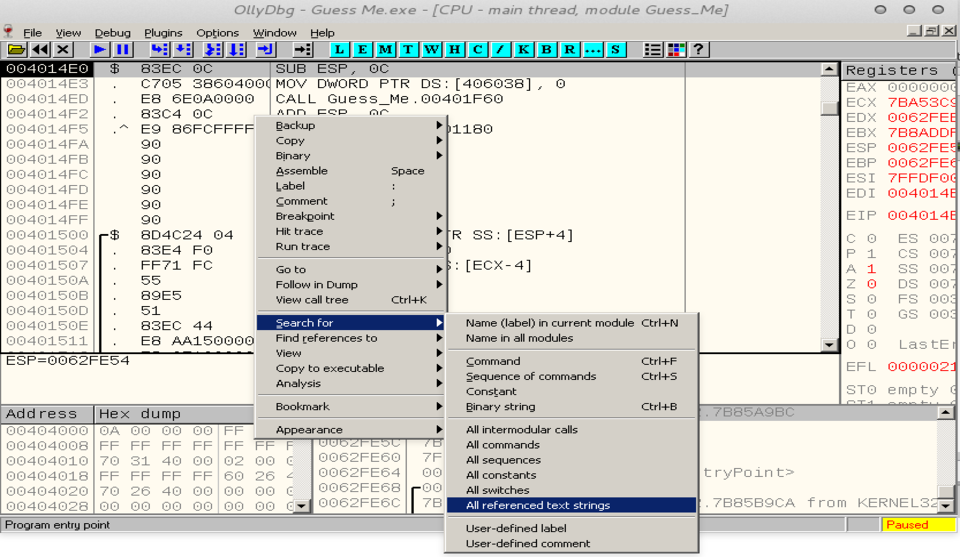 OllyDbg - Guess Me.exe - [CPU - main thread, module Guess_Me]
File View Debug Plugins Options Window Help
L E M T W H C / K B R ... S ?
004014E0 $ 83EC 0C SUB ESP, 0C
004014E3 . C705 38604000 MOV DWORD PTR DS:[406038], 0
004014ED . E8 6E0A0000 CALL Guess_Me.00401F60
004014F2 . 83C4 0C ADD ESP, 0C
004014F5 .^ E9 86FCFFFF 01180
004014FA 90
004014FB 90
004014FC 90
004014FD 90
004014FE 90
004014FF 90
00401500 $ 8D4C24 04 TR SS:[ESP+4]
00401504 . 83E4 F0
00401507 . FF71 FC S:[ECX-4]
0040150A . 55
0040150B . 89E5
0040150D . 51
0040150E . 83EC 44
00401511 . E8 AA150000
ESP=0062FE54
Registers
EAX 0000000
ECX 7BA53C9
EDX 0062FEE
EBX 7B8ADDF
ESP 0062FE5
EBP 0062FE6
ESI 7FFDF00
EDI 004014E
EIP 004014E
C 0 ES 007
P 1 CS 007
A 1 SS 007
Z 0 DS 007
S 0 FS 003
T 0 GS 003
D 0
O 0 LastEr
EFL 0000021
ST0 empty
ST1 empty
Backup
Copy
Binary
Assemble Space
Label :
Comment ;
Breakpoint
Hit trace
Run trace
Go to
Follow in Dump
View call tree Ctrl+K
Search for
Find references to
View
Copy to executable
Analysis
Bookmark
Appearance
Name (label) in current module Ctrl+N
Name in all modules
Command Ctrl+F
Sequence of commands Ctrl+S
Constant
Binary string Ctrl+B
All intermodular calls
All commands
All sequences
All constants
All switches
All referenced text strings
User-defined label
User-defined comment
Address Hex dump
00404000 0A 00 00 00 FF
00404008 FF FF FF FF FF FF
00404010 70 31 40 00 02 00
00404018 FF FF FF FF 60 26
00404020 70 26 40 00 00 00
00404028 00 00 00 00 00 00
.7B85A9BC
0062FE5C 7B
0062FE60 7F
0062FE64 00 tryPoint>
0062FE68 00
0062FE6C 7B .7B85B9CA from KERNEL32
Program entry point
Paused